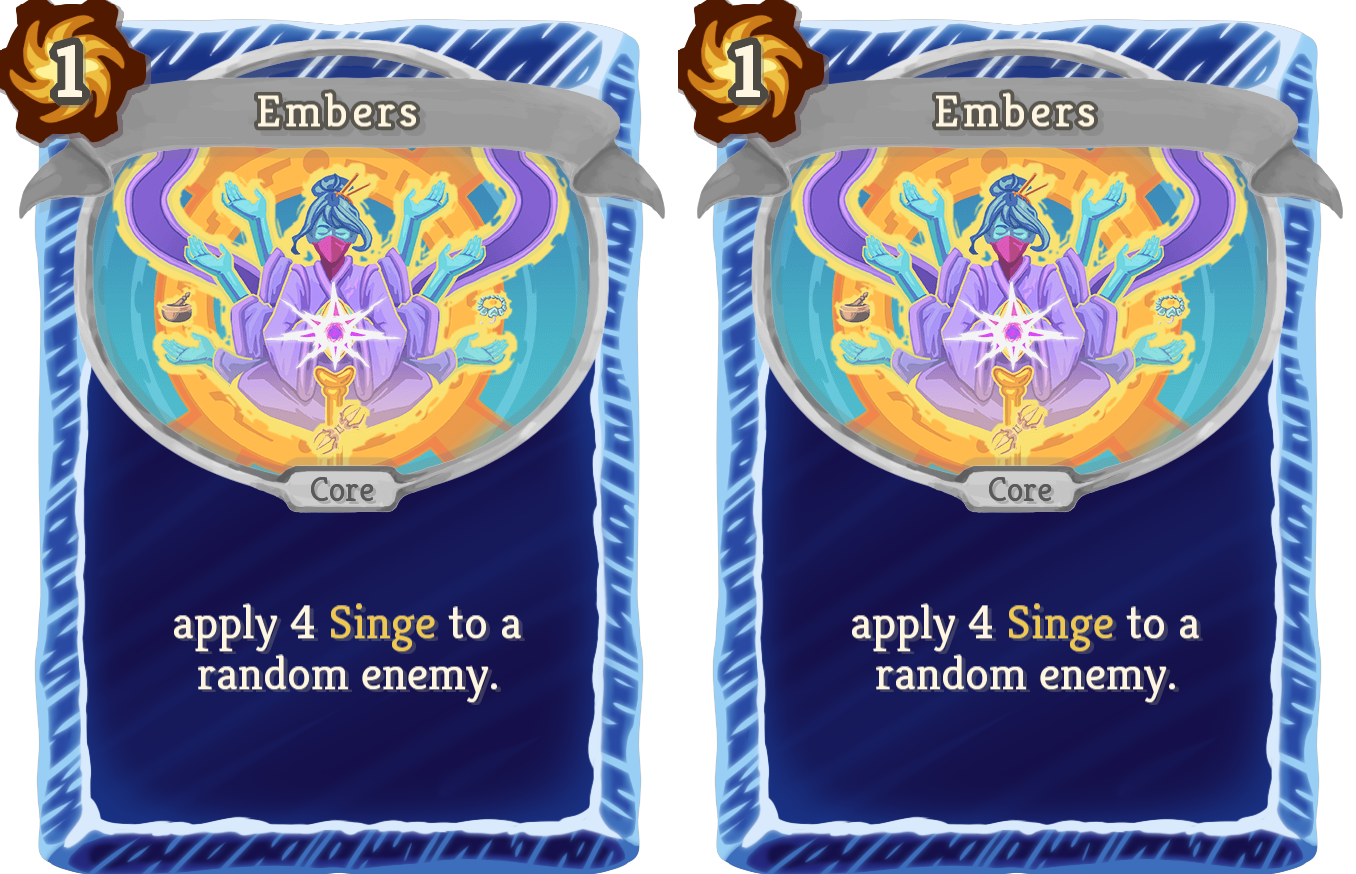 1
Embers
Core
apply 4 Singe to a
random enemy.
1
Embers
Core
apply 4 Singe to a
random enemy.